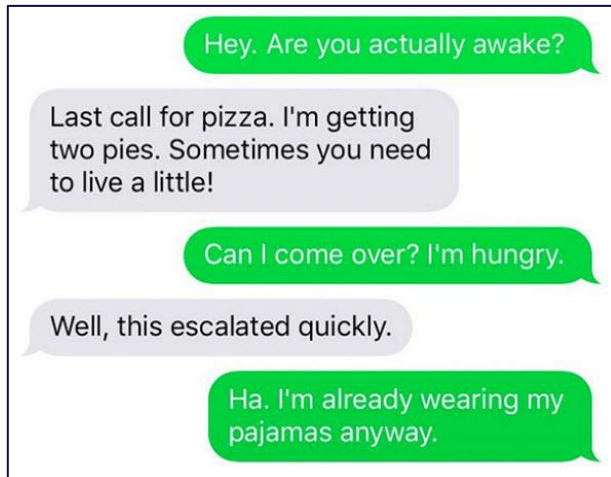 Hey. Are you actually awake?
Last call for pizza. I'm getting
two pies. Sometimes you need
to live a little!
Can I come over? I'm hungry.
Well, this escalated quickly.
Ha. I'm already wearing my
pajamas anyway.